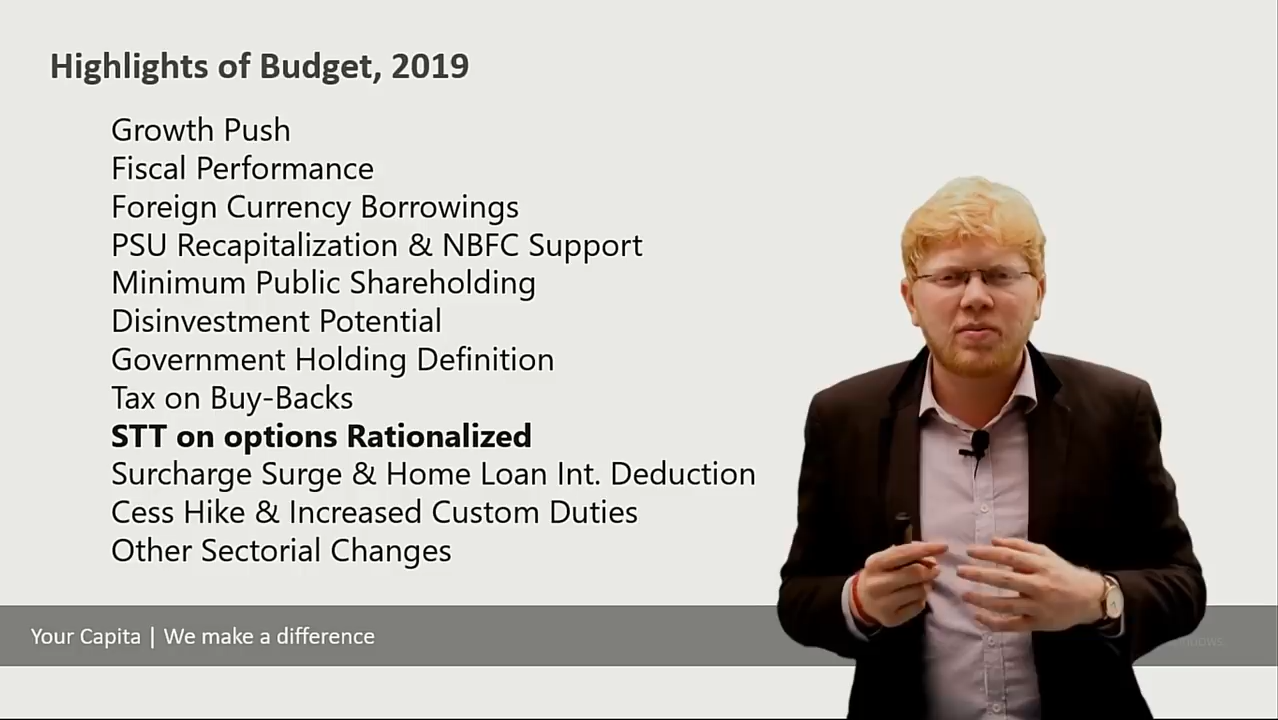 Highlights of Budget, 2019
Growth Push
Fiscal Performance
Foreign Currency Borrowings
PSU Recapitalization & NBFC Support
Minimum Public Shareholding
Disinvestment Potential
Government Holding Definition
Tax on Buy-Backs
STT on options Rationalized
Surcharge Surge & Home Loan Int. Deduction
Cess Hike & Increased Custom Duties
Other Sectorial Changes
Your Capita | We make a difference